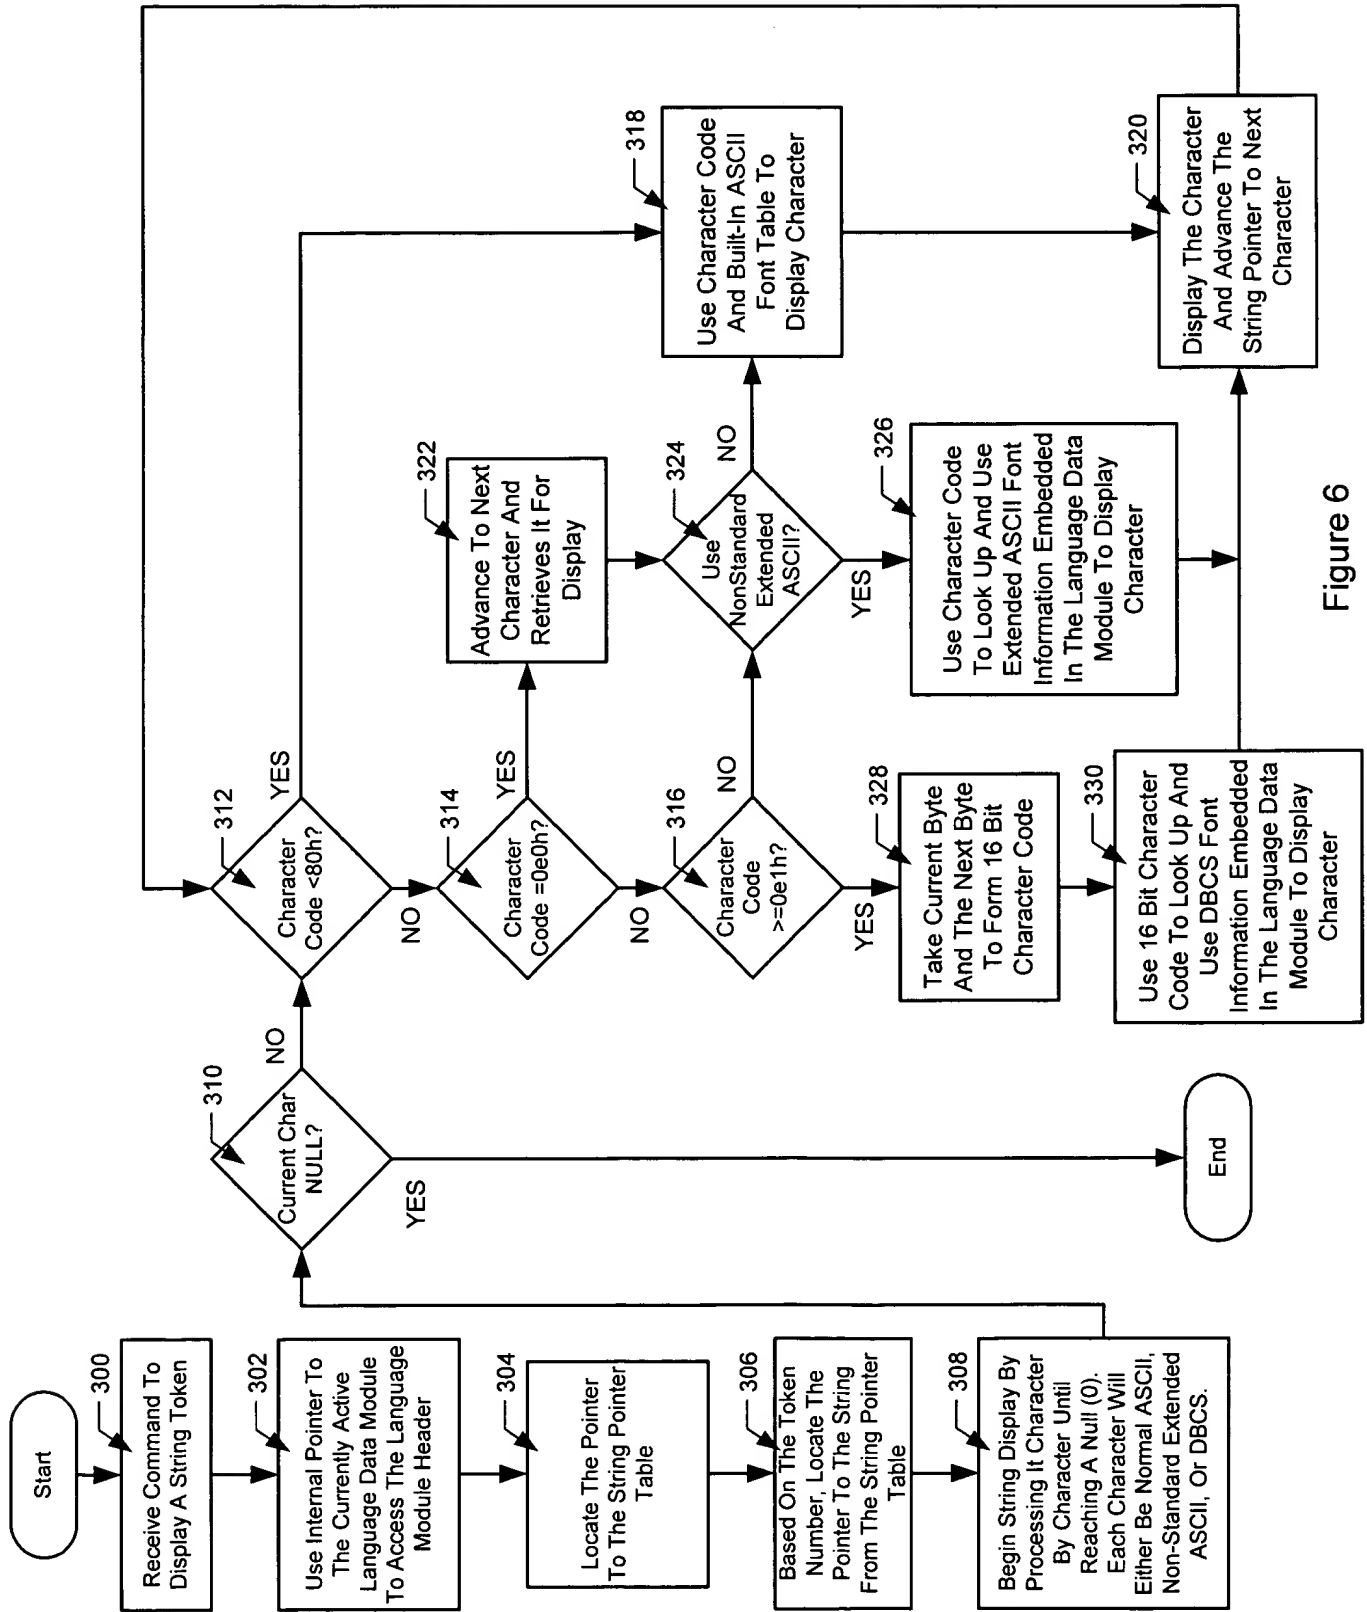 Start
300
Receive Command To
Display A String Token
302
Use Internal Pointer To
The Currently Active
Language Data Module
To Access The Language
Module Header
304
Locate The Pointer
To The String Pointer
Table
306
Based On The Token
Number, Locate The
Pointer To The String
From The String Pointer
Table
308
Begin String Display By
Processing It Character
By Character Until
Reaching A Null (0).
Each Character Will
Either Be Normal ASCII,
Non-Standard Extended
ASCII, Or DBCS.
310
Current Char
NULL?
NO
YES
End
312
Character
Code <80h?
YES
NO
314
Character
Code =0e0h?
YES
NO
316
Character
Code
>=0e1h?
NO
YES
328
Take Current Byte
And The Next Byte
To Form 16 Bit
Character Code
330
Use 16 Bit Character
Code To Look Up And
Use DBCS Font
Information Embedded
In The Language Data
Module To Display
Character
322
Advance To Next
Character And
Retrieves It For
Display
324
Use
NonStandard
Extended
ASCII?
NO
YES
326
Use Character Code
To Look Up And Use
Extended ASCII Font
Information Embedded
In The Language Data
Module To Display
Character
318
Use Character Code
And Built-In ASCII
Font Table To
Display Character
320
Display The Character
And Advance The
String Pointer To Next
Character
Figure 6